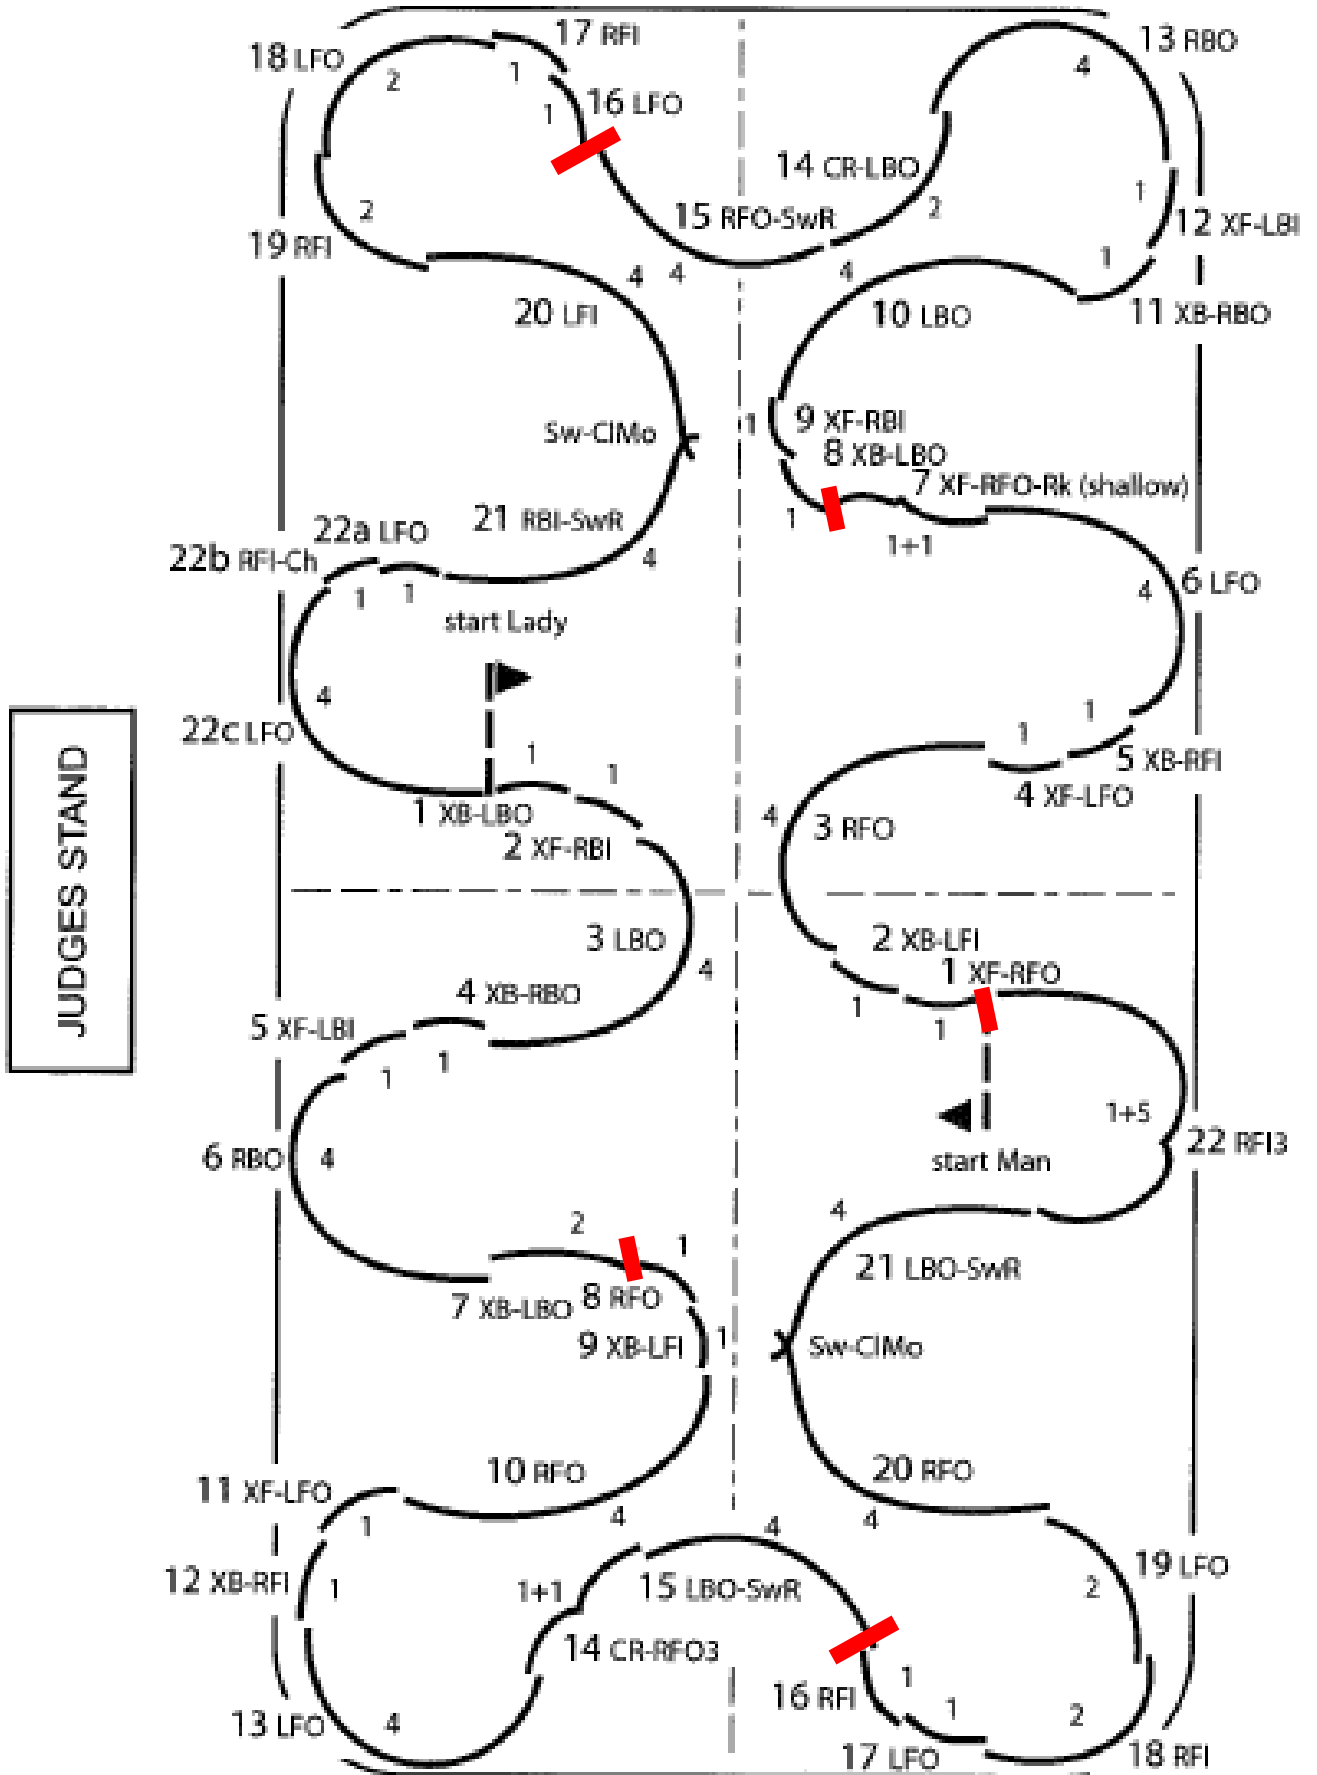 17 RFI
18 LFO
13 RBO
2
1
4
16 LFO
1
14 CR-LBO
1
2
15 RFO-SwR
2
12 XF-LBI
19 RFI
1
4
4
4
20 LFI
10 LBO
11 XB-RBO
1
9 XF-RBI
Sw-ClMo
8 XB-LBO
7 XF-RFO-Rk (shallow)
21 RBI-SwR
1
22a LFO
1+1
22b RFI-Ch
4
1
1
4
6 LFO
start Lady
4
22c LFO
1
1
1
1
5 XB-RFI
4 XF-LFO
1 XB-LBO
4
3 RFO
2 XF-RBI
JUDGES STAND
3 LBO
2 XB-LFI
4
1 XF-RFO
4 XB-RBO
1
5 XF-LBI
1
1
1
1+5
22 RFI3
6 RBO
4
start Man
4
2
1
21 LBO-SwR
7 XB-LBO
8 RFO
9 XB-LFI
1
Sw-ClMo
10 RFO
20 RFO
11 XF-LFO
1
4
4
4
19 LFO
12 XB-RFI
1
1+1
15 LBO-SwR
2
14 CR-RFO3
1
16 RFI
1
2
13 LFO
4
17 LFO
18 RFI